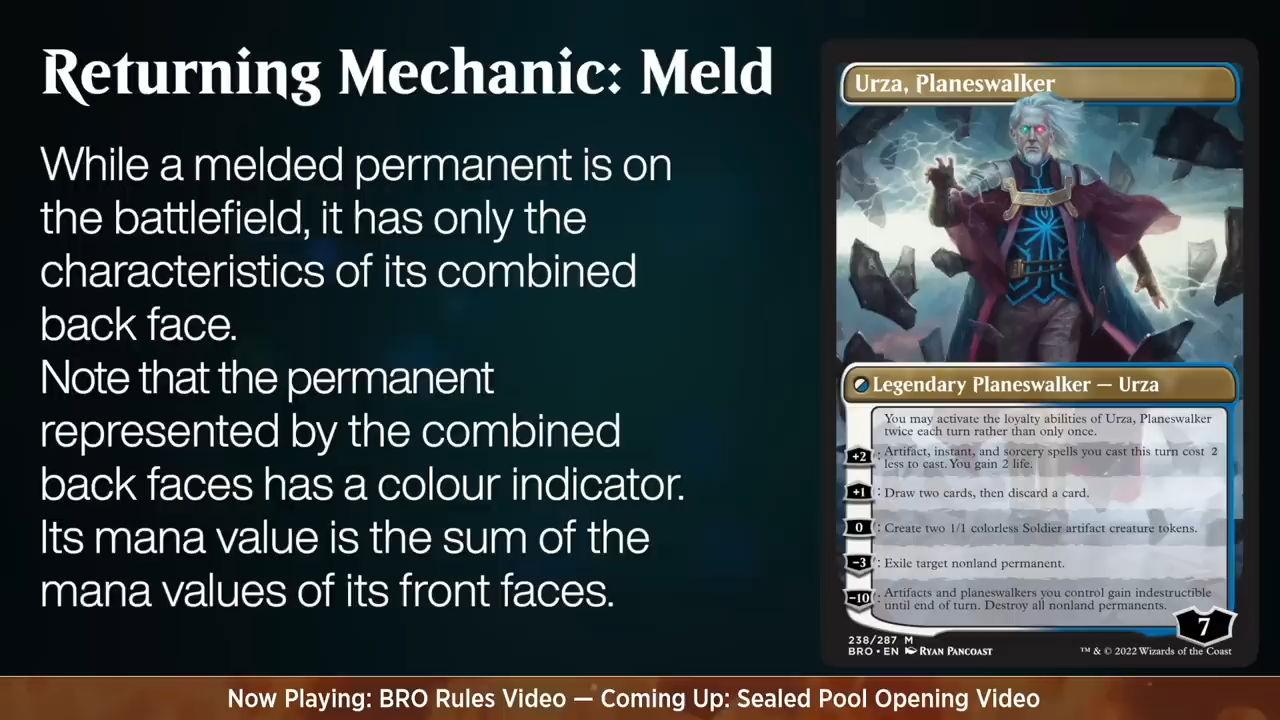 Returning Mechanic: Meld
While a melded permanent is on
the battlefield, it has only the
characteristics of its combined
back face.
Note that the permanent
represented by the combined
back faces has a colour indicator.
Its mana value is the sum of the
mana values of its front faces.
Urza, Planeswalker
Legendary Planeswalker — Urza
You may activate the loyalty abilities of Urza, Planeswalker
twice each turn rather than only once.
+2 : Artifact, instant, and sorcery spells you cast this turn cost 2
less to cast. You gain 2 life.
+1 : Draw two cards, then discard a card.
0 : Create two 1/1 colorless Soldier artifact creature tokens.
−3 : Exile target nonland permanent.
−10 : Artifacts and planeswalkers you control gain indestructible
until end of turn. Destroy all nonland permanents.
7
238/287 M
BRO • EN Ryan Pancoast
™ & © 2022 Wizards of the Coast
Now Playing: BRO Rules Video — Coming Up: Sealed Pool Opening Video